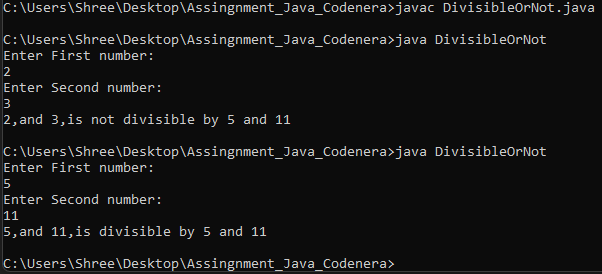 C:\Users\Shree\Desktop\Assingnment_Java_Codenera>javac DivisibleOrNot.java
C:\Users\Shree\Desktop\Assingnment_Java_Codenera>java DivisibleOrNot
Enter First number:
2
Enter Second number:
3
2,and 3,is not divisible by 5 and 11
C:\Users\Shree\Desktop\Assingnment_Java_Codenera>java DivisibleOrNot
Enter First number:
5
Enter Second number:
11
5,and 11,is divisible by 5 and 11
C:\Users\Shree\Desktop\Assingnment_Java_Codenera>